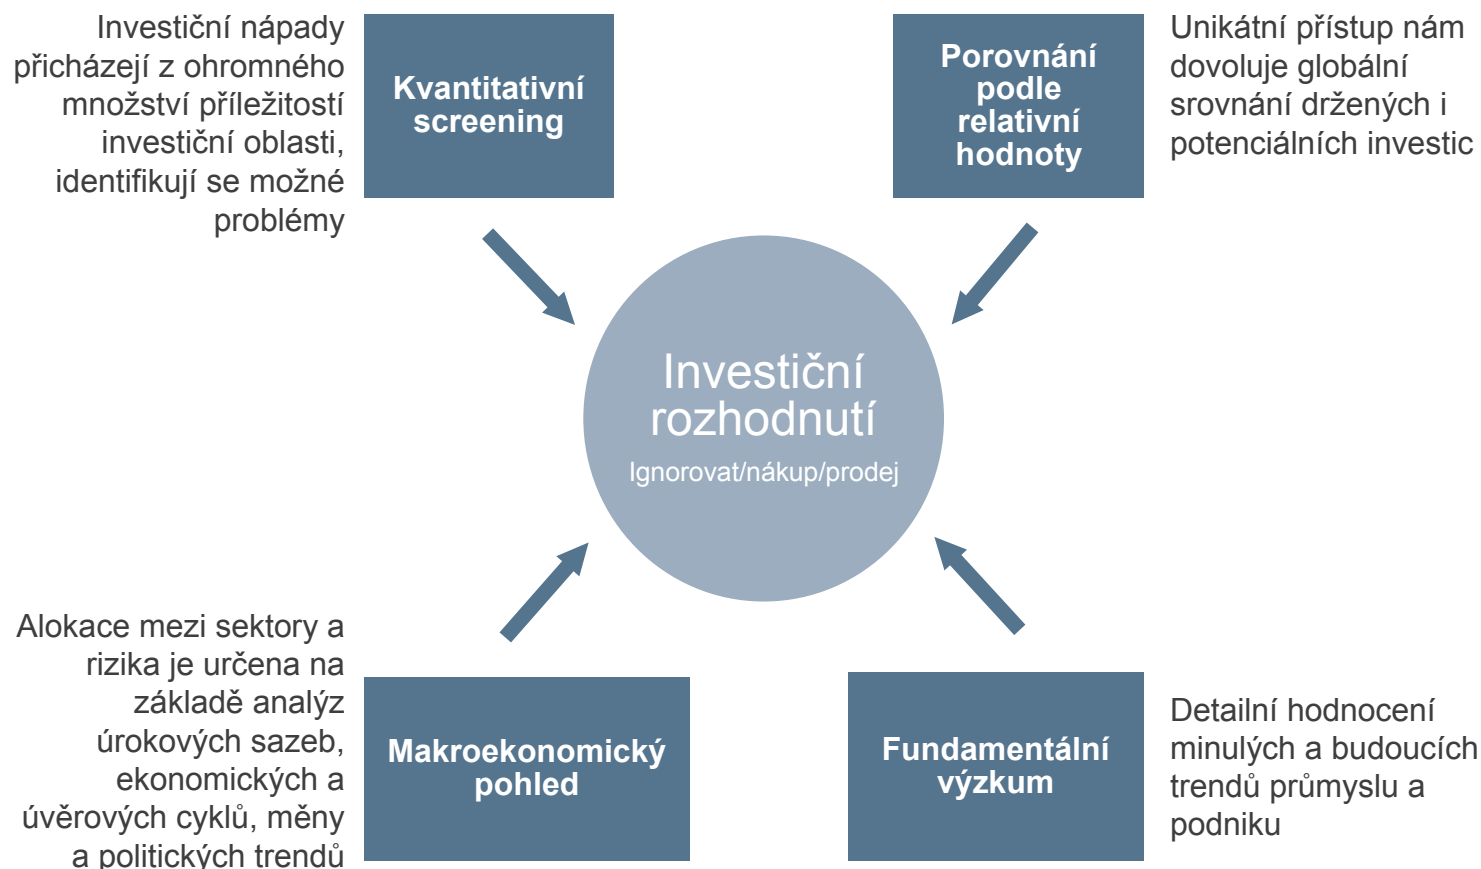 Investiční nápady
přicházejí z ohromného
množství příležitostí
investiční oblasti,
identifikují se možné
problémy
Kvantitativní
screening
Porovnání
podle
relativní
hodnoty
Unikátní přístup nám
dovoluje globální
srovnání držených i
potenciálních investic
Investiční
rozhodnutí
Ignorovat/nákup/prodej
Alokace mezi sektory a
rizika je určena na
základě analýz
úrokových sazeb,
ekonomických a
úvěrových cyklů, měny
a politických trendů
Makroekonomický
pohled
Fundamentální
výzkum
Detailní hodnocení
minulých a budoucích
trendů průmyslu a
podniku